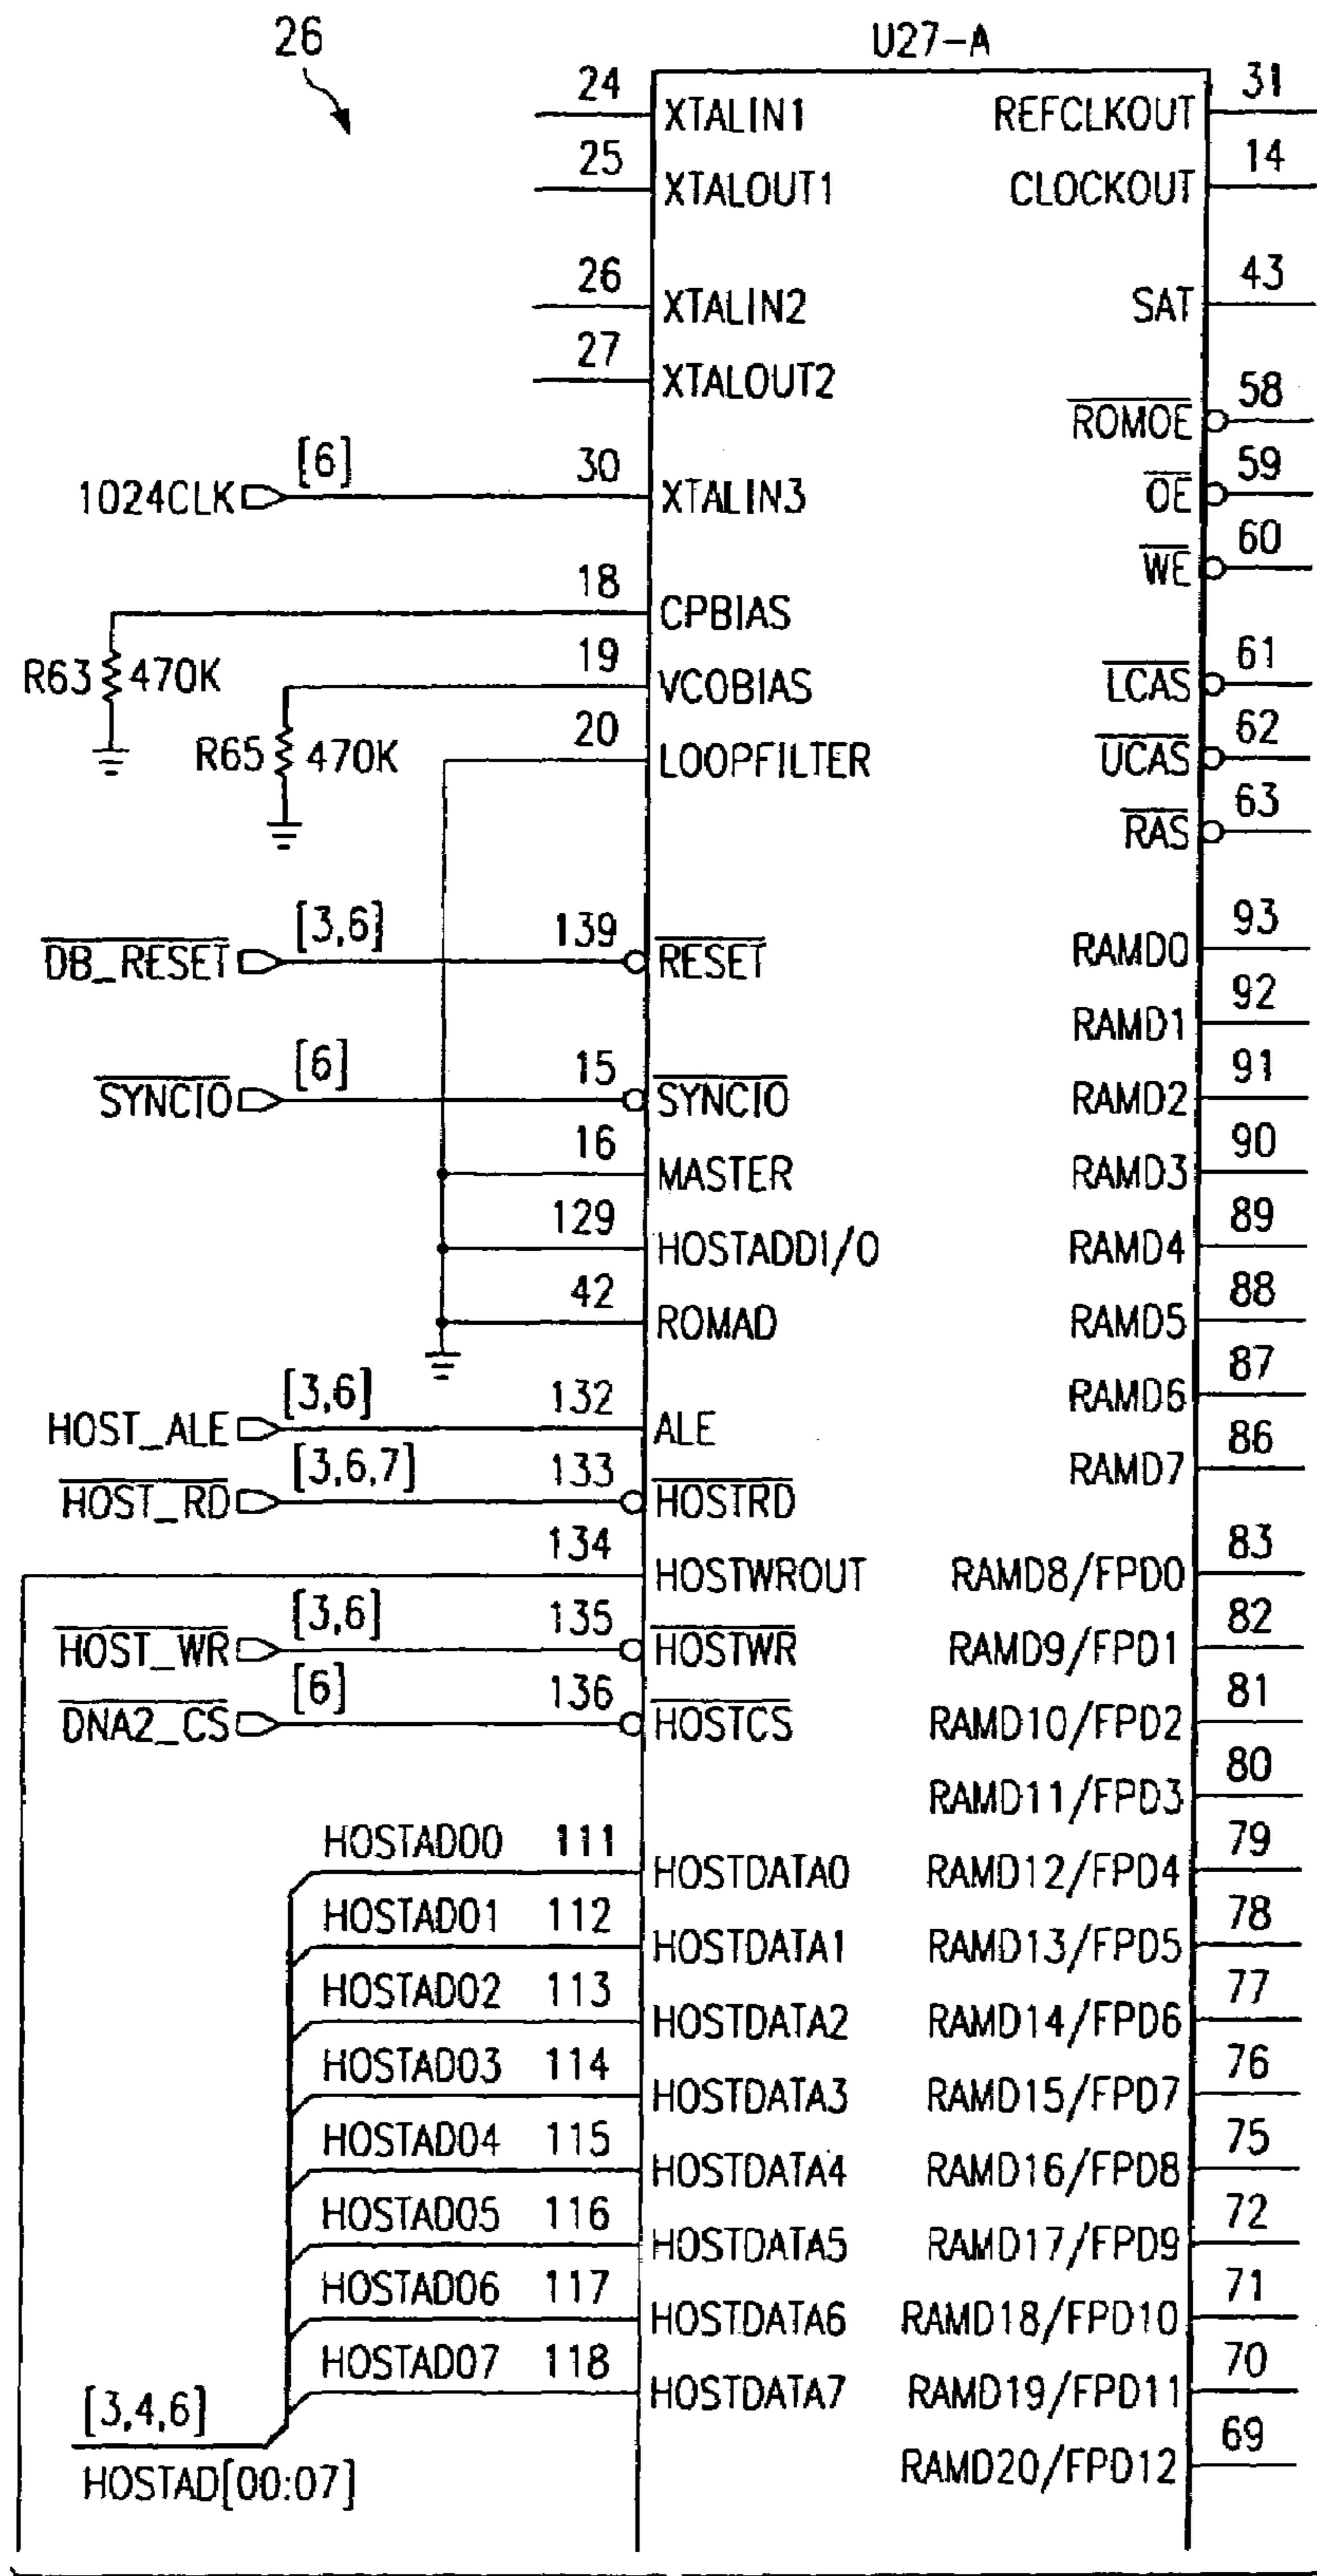 26
U27-A
24 XTALIN1 REFCLKOUT 31
25 XTALOUT1 CLOCKOUT 14
26 XTALIN2 SAT 43
27 XTALOUT2
ROMOE 58
1024CLK [6] 30 XTALIN3 OE 59
WE 60
18 CPBIAS
R63 470K 19 VCOBIAS LCAS 61
R65 470K 20 LOOPFILTER UCAS 62
RAS 63
DB_RESET [3,6] 139 RESET RAMD0 93
RAMD1 92
SYNCIO [6] 15 SYNCIO RAMD2 91
16 MASTER RAMD3 90
129 HOSTADDI/O RAMD4 89
42 ROMAD RAMD5 88
HOST_ALE [3,6] 132 ALE RAMD6 87
HOST_RD [3,6,7] 133 HOSTRD RAMD7 86
134 HOSTWROUT RAMD8/FPD0 83
HOST_WR [3,6] 135 HOSTWR RAMD9/FPD1 82
DNA2_CS [6] 136 HOSTCS RAMD10/FPD2 81
RAMD11/FPD3 80
HOSTAD00 111 HOSTDATA0 RAMD12/FPD4 79
HOSTAD01 112 HOSTDATA1 RAMD13/FPD5 78
HOSTAD02 113 HOSTDATA2 RAMD14/FPD6 77
HOSTAD03 114 HOSTDATA3 RAMD15/FPD7 76
HOSTAD04 115 HOSTDATA4 RAMD16/FPD8 75
HOSTAD05 116 HOSTDATA5 RAMD17/FPD9 72
HOSTAD06 117 HOSTDATA6 RAMD18/FPD10 71
HOSTAD07 118 HOSTDATA7 RAMD19/FPD11 70
[3,4,6]
HOSTAD[00:07] RAMD20/FPD12 69